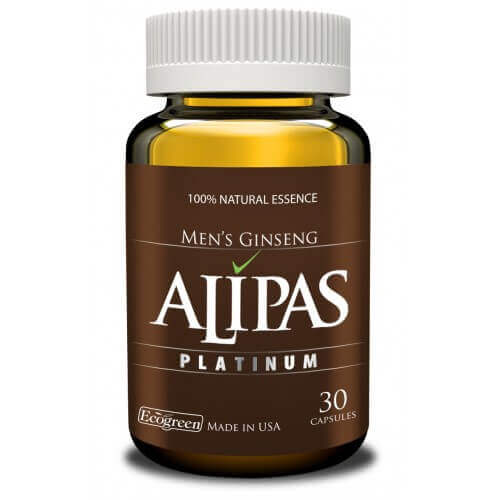 100% NATURAL ESSENCE
MEN'S GINSENG
ALIPAS
PLATINUM
Ecogreen
MADE IN USA
30
CAPSULES